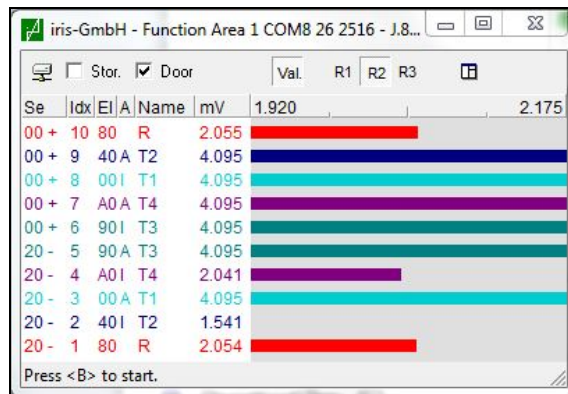 iris-GmbH - Function Area 1 COM8 26 2516 - J.8...
Stor. Door Val. R1 R2 R3
Se Idx El A Name mV 1.920 2.175
00 + 10 80 R 2.055
00 + 9 40 A T2 4.095
00 + 8 00 I T1 4.095
00 + 7 A0 A T4 4.095
00 + 6 90 I T3 4.095
20 - 5 90 A T3 4.095
20 - 4 A0 I T4 2.041
20 - 3 00 A T1 4.095
20 - 2 40 I T2 1.541
20 - 1 80 R 2.054
Press <B> to start.